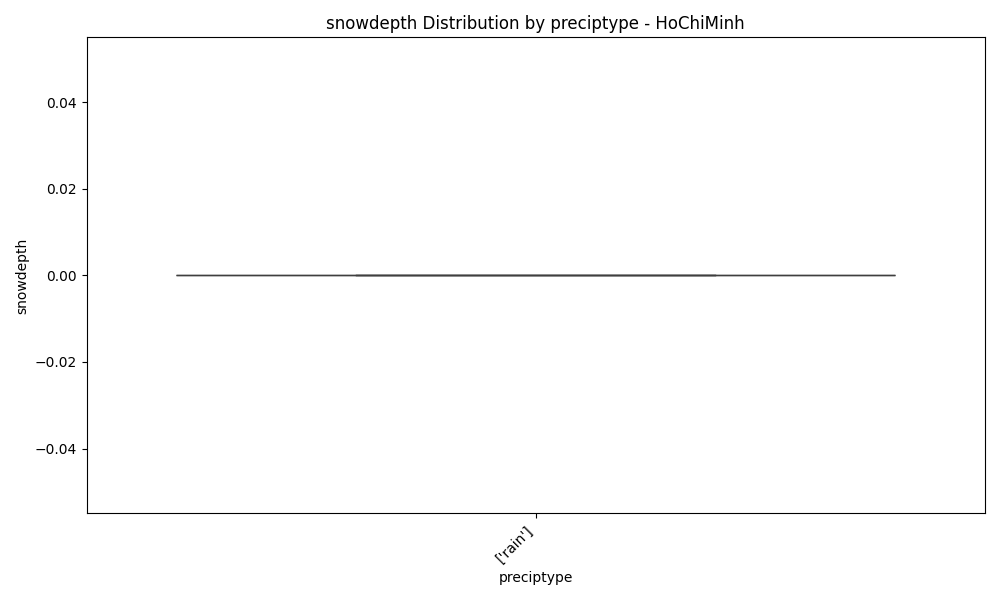 snowdepth Distribution by preciptype - HoChiMinh
0.04
0.02
0.00
−0.02
−0.04
snowdepth
['rain']
preciptype